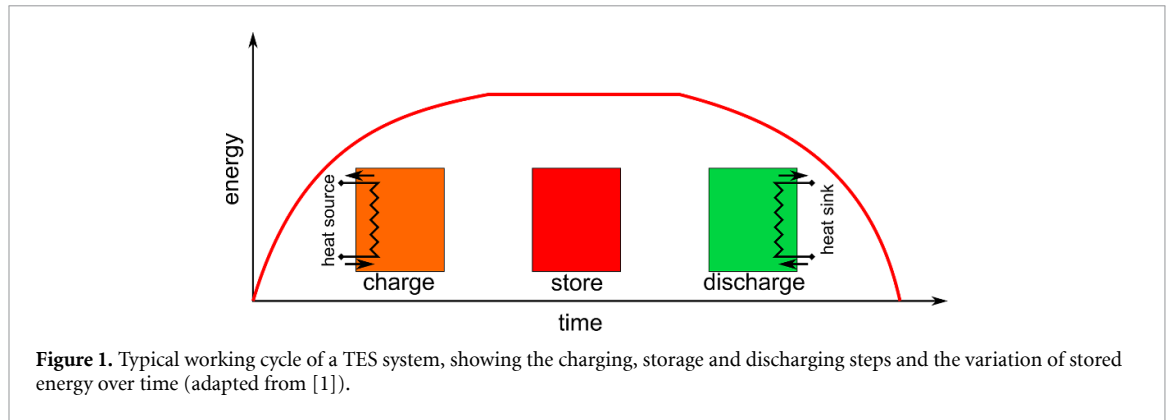 energy
heat source
charge
store
discharge
heat sink
time
Figure 1. Typical working cycle of a TES system, showing the charging, storage and discharging steps and the variation of stored
energy over time (adapted from [1]).